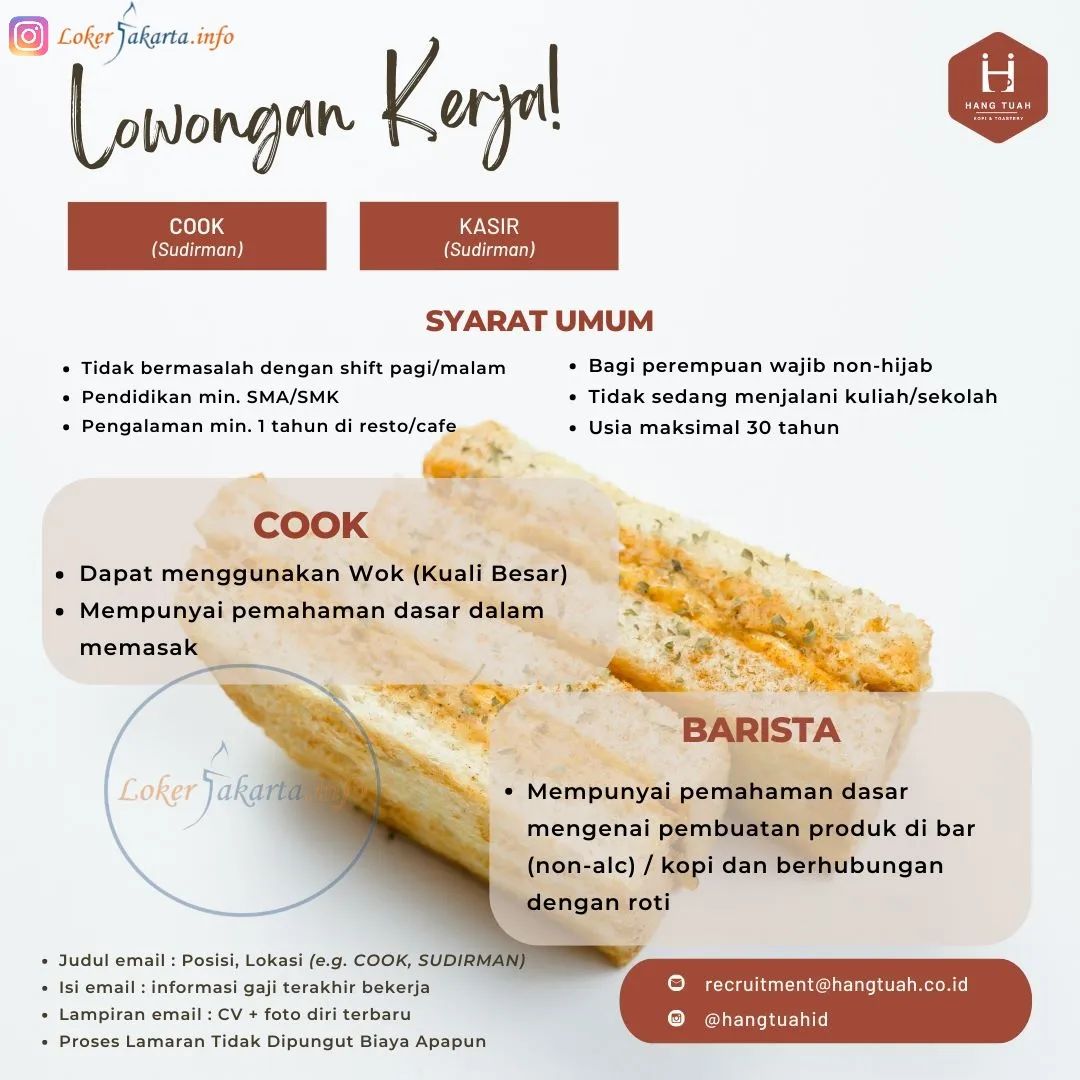 Loker Jakarta.info
Lowongan Kerja!
HANG TUAH
KOPI & TOASTERY
COOK
(Sudirman)
KASIR
(Sudirman)
SYARAT UMUM
• Tidak bermasalah dengan shift pagi/malam
• Pendidikan min. SMA/SMK
• Pengalaman min. 1 tahun di resto/cafe
• Bagi perempuan wajib non-hijab
• Tidak sedang menjalani kuliah/sekolah
• Usia maksimal 30 tahun
COOK
• Dapat menggunakan Wok (Kuali Besar)
• Mempunyai pemahaman dasar dalam
memasak
Loker Jakarta.info
BARISTA
• Mempunyai pemahaman dasar
mengenai pembuatan produk di bar
(non-alc) / kopi dan berhubungan
dengan roti
• Judul email : Posisi, Lokasi (e.g. COOK, SUDIRMAN)
• Isi email : informasi gaji terakhir bekerja
• Lampiran email : CV + foto diri terbaru
• Proses Lamaran Tidak Dipungut Biaya Apapun
recruitment@hangtuah.co.id
@hangtuahid